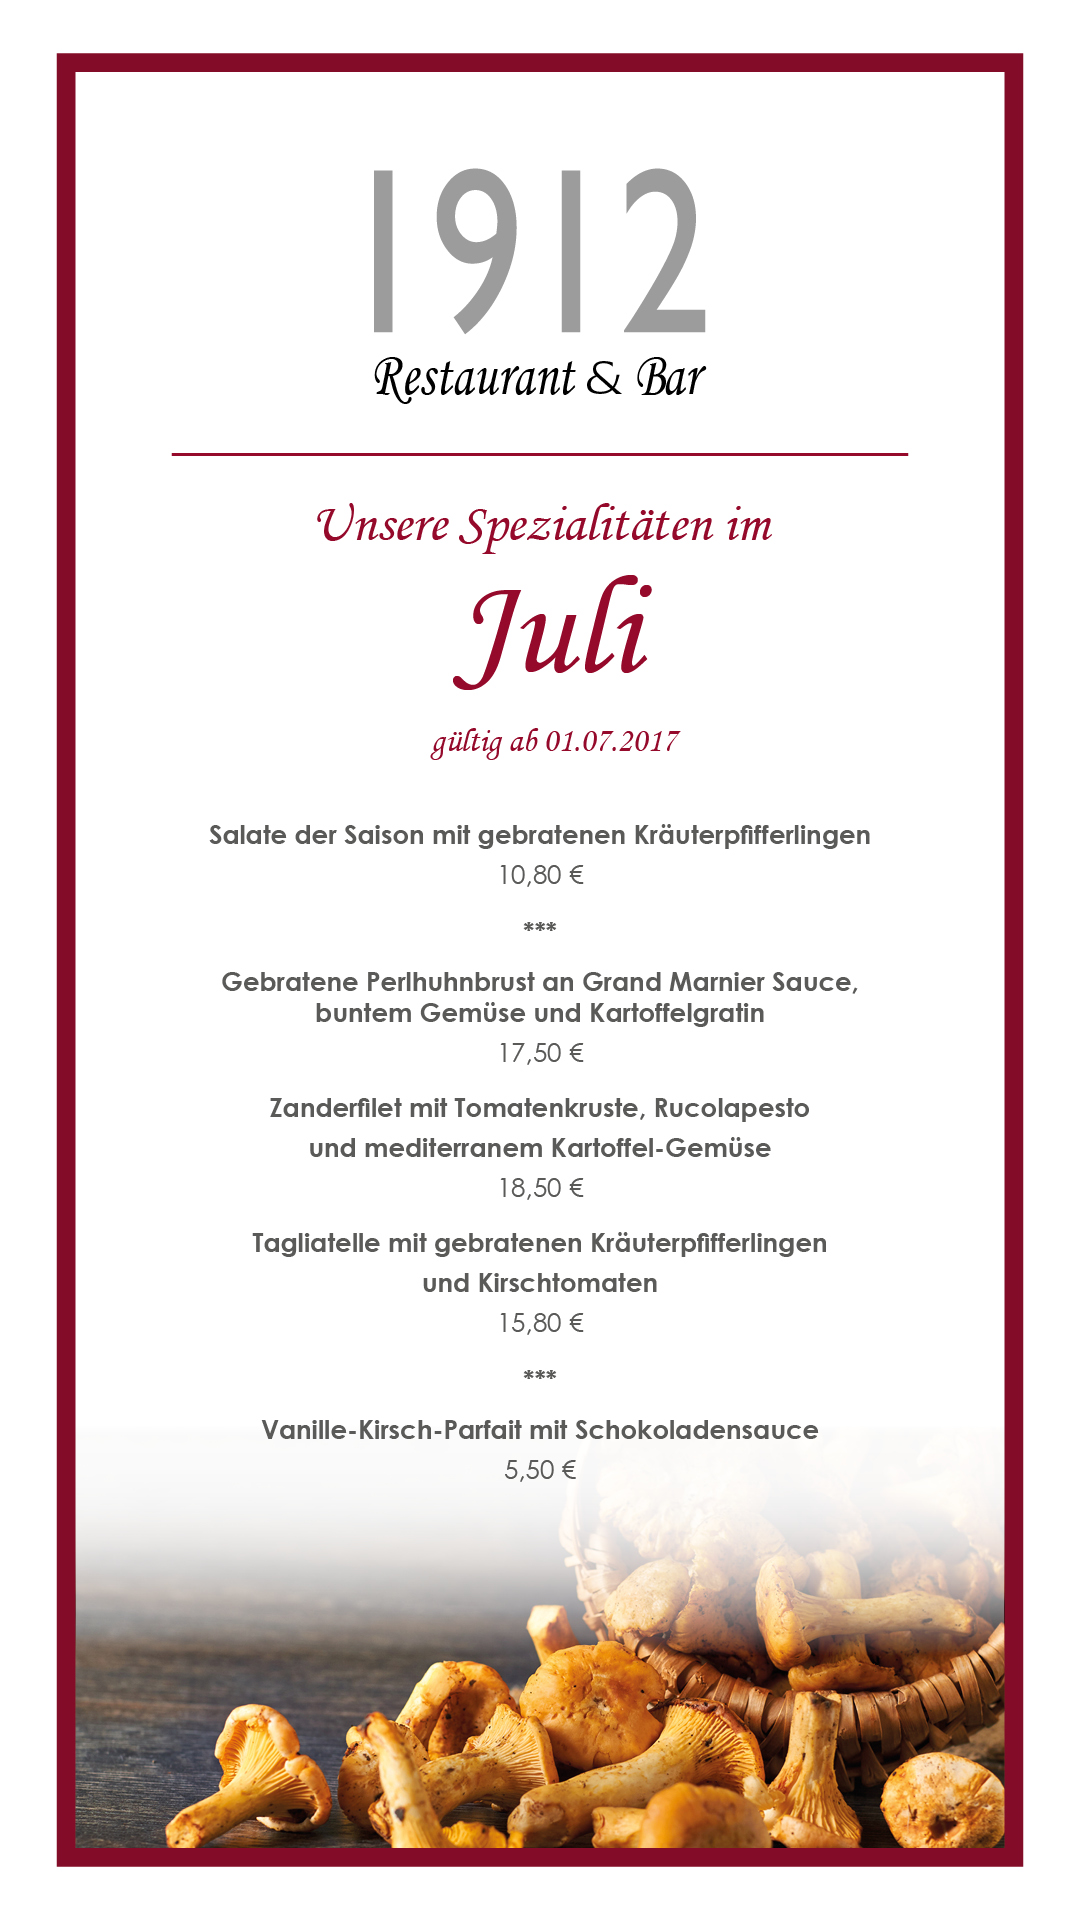 1912
Restaurant & Bar
Unsere Spezialitäten im
Juli
gültig ab 01.07.2017
Salate der Saison mit gebratenen Kräuterpfifferlingen
10,80 €
***
Gebratene Perlhuhnbrust an Grand Marnier Sauce,
buntem Gemüse und Kartoffelgratin
17,50 €
Zanderfilet mit Tomatenkruste, Rucolapesto
und mediterranem Kartoffel-Gemüse
18,50 €
Tagliatelle mit gebratenen Kräuterpfifferlingen
und Kirschtomaten
15,80 €
***
Vanille-Kirsch-Parfait mit Schokoladensauce
5,50 €